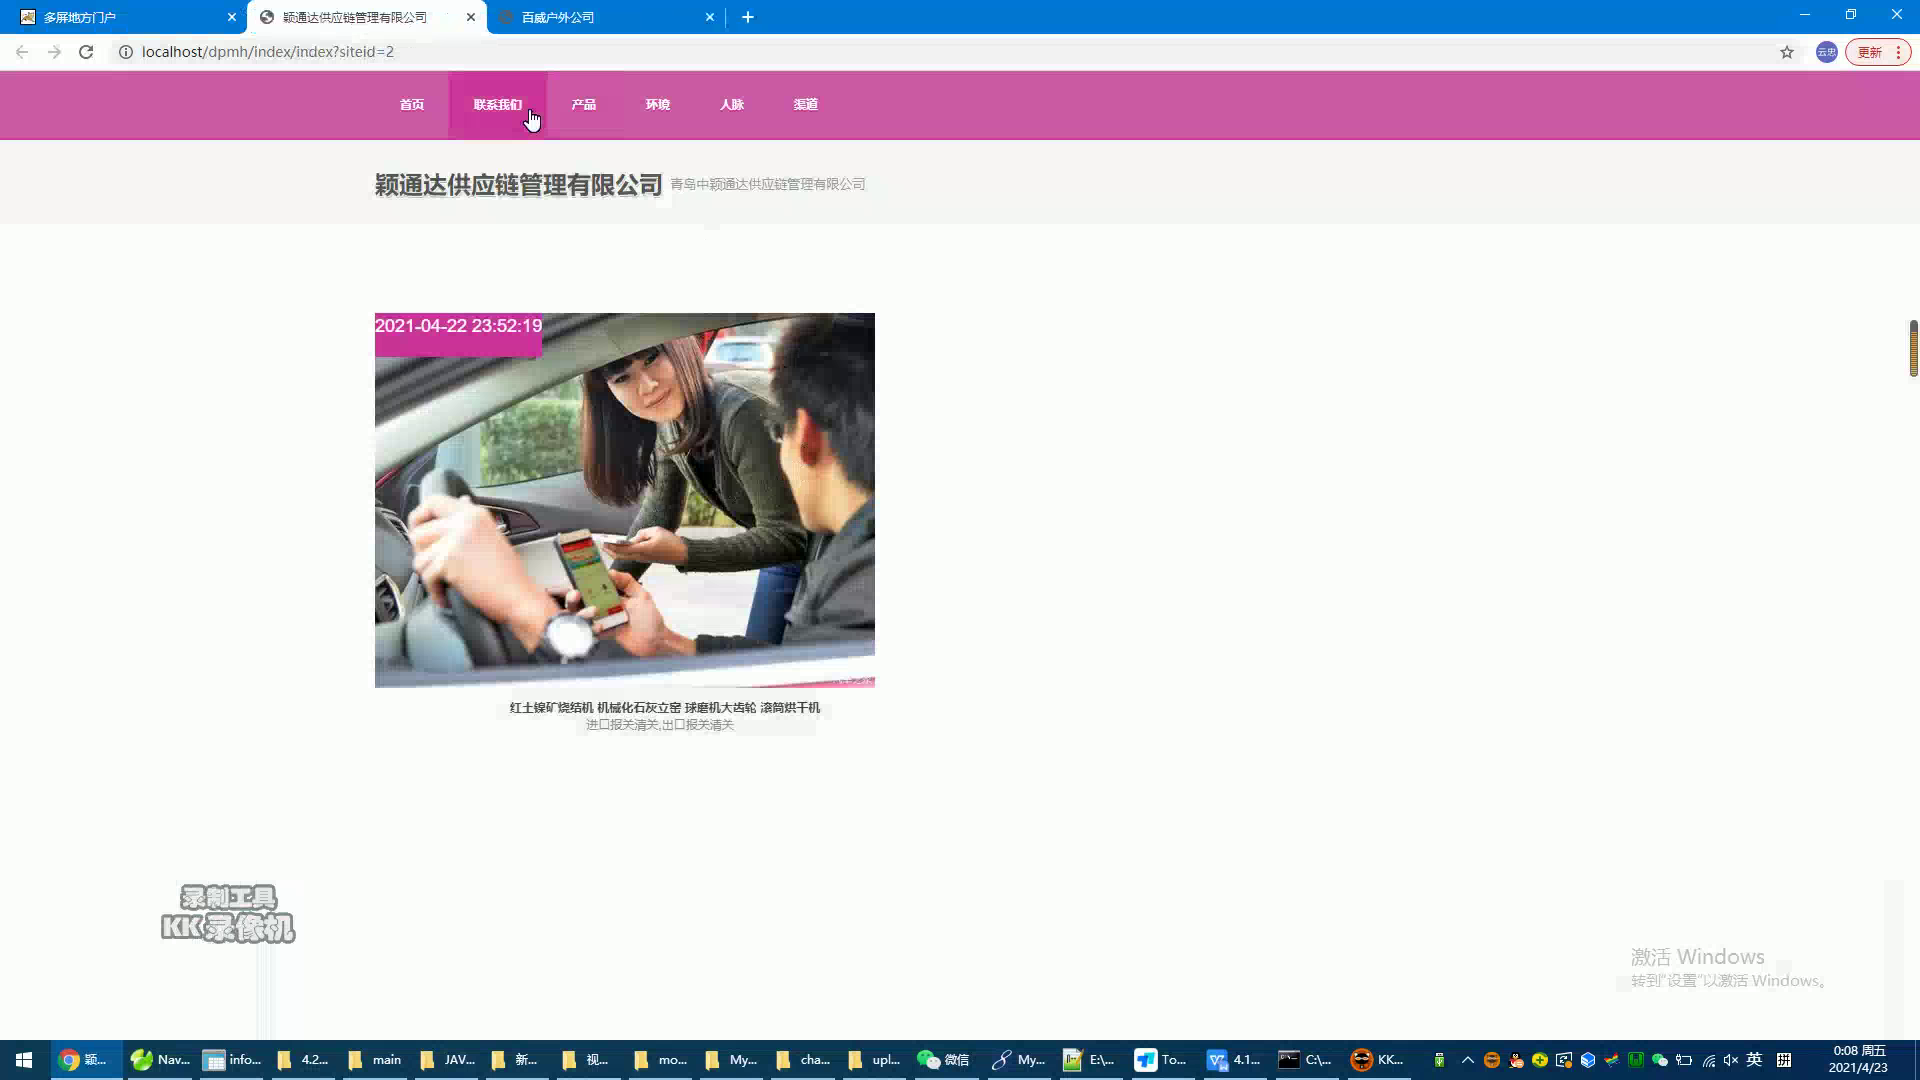 多屏地方门户
颖通达供应链管理有限公司
百威户外公司
localhost/dpmh/index/index?siteid=2
云忠
更新
首页
联系我们
产品
环境
人脉
渠道
颖通达供应链管理有限公司
青岛中颖通达供应链管理有限公司
2021-04-22 23:52:19
红土镍矿烧结机 机械化石灰立窑 球磨机大齿轮 滚筒烘干机
进口报关清关,出口报关清关
录制工具
KK录像机
激活 Windows
转到“设置”以激活 Windows。
颖...
Nav...
info...
4.2...
main
JAV...
新...
视...
mo...
My...
cha...
upl...
微信
My...
E:\...
To...
4.1...
C:\...
KK...
英
拼
0:08 周五
2021/4/23